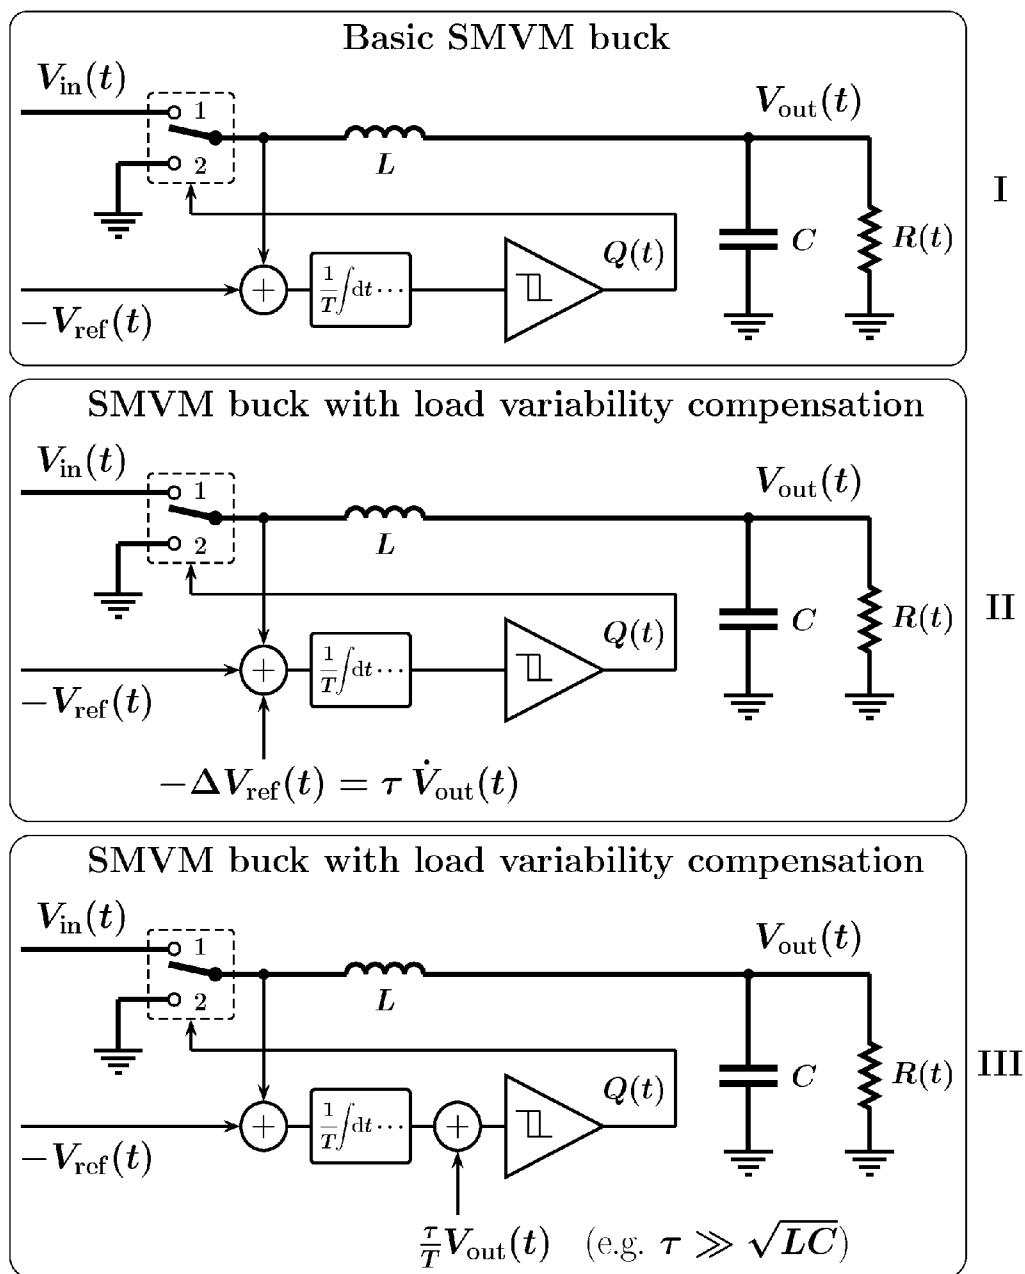 Basic SMVM buck
V_in(t)
1
V_out(t)
2
L
I
Q(t)
C
R(t)
1/T ∫dt···
+
−V_ref(t)
SMVM buck with load variability compensation
V_in(t)
1
V_out(t)
2
L
II
Q(t)
C
R(t)
1/T ∫dt···
+
−V_ref(t)
−ΔV_ref(t) = τ V̇_out(t)
SMVM buck with load variability compensation
V_in(t)
1
V_out(t)
2
L
III
Q(t)
C
R(t)
1/T ∫dt···
+
+
−V_ref(t)
τ/T V_out(t) (e.g. τ ≫ √LC)